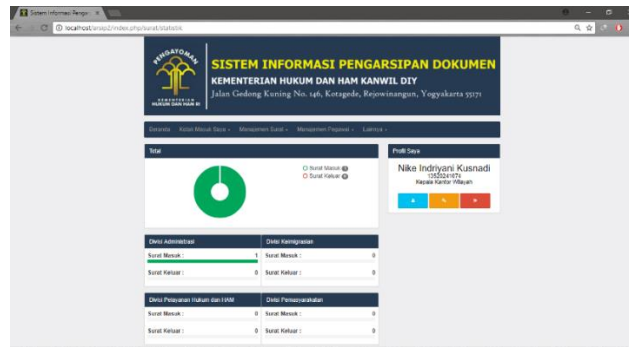 Sistem Informasi Pengar
localhost/arsip2/index.php/surat/statistik
PENGAYOMAN
KEMENTERIAN
HUKUM DAN HAM RI
SISTEM INFORMASI PENGARSIPAN DOKUMEN
KEMENTERIAN HUKUM DAN HAM KANWIL DIY
Jalan Gedong Kuning No. 146, Kotagede, Rejowinangun, Yogyakarta 55171
Beranda Kotak Masuk Saya Manajemen Surat Manajemen Pegawai Lainnya
Total
Surat Masuk
Surat Keluar
Profil Saya
Nike Indriyani Kusnadi
13520241074
Kepala Kantor Wilayah
Divisi Administrasi
Surat Masuk : 1
Surat Keluar : 0
Divisi Keimigrasian
Surat Masuk : 0
Surat Keluar : 0
Divisi Pelayanan Hukum dan HAM
Surat Masuk : 0
Surat Keluar : 0
Divisi Pemasyarakatan
Surat Masuk : 0
Surat Keluar : 0